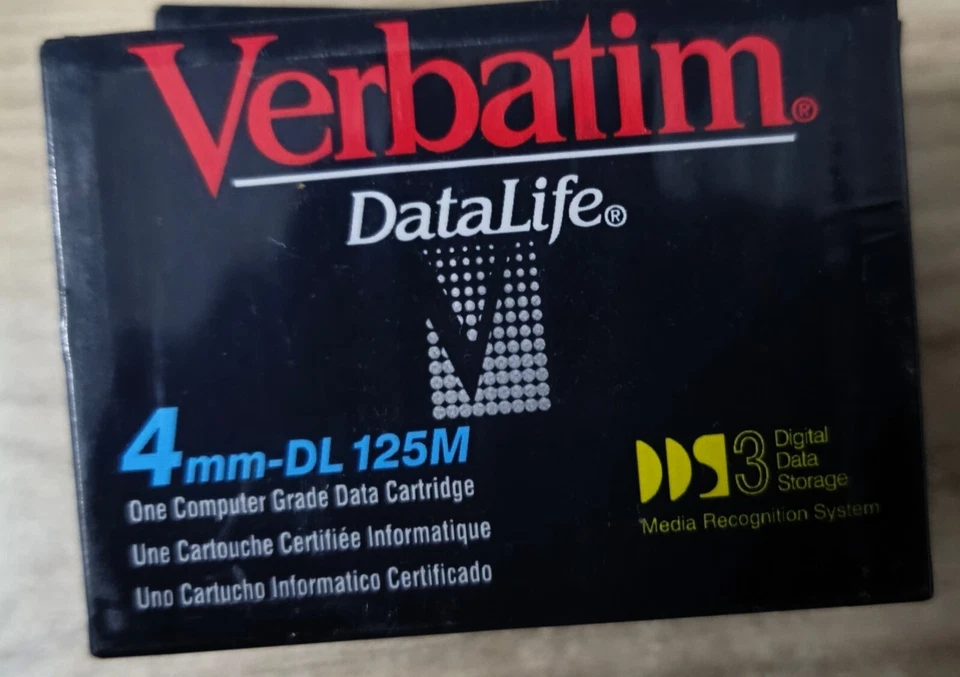 Verbatim®
DataLife®
4mm-DL 125M
One Computer Grade Data Cartridge
Une Cartouche Certifiée Informatique
Uno Cartucho Informatico Certificado
DDS3 Digital
Data
Storage
Media Recognition System